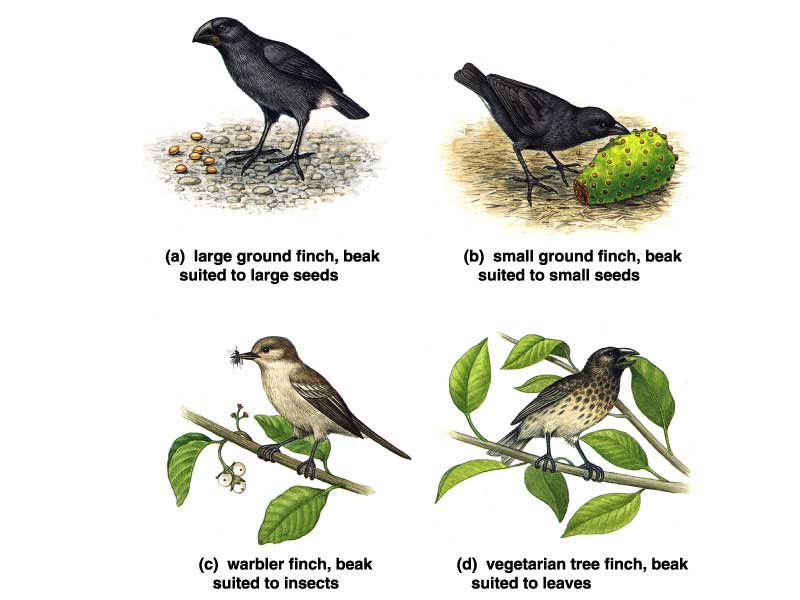 (a) large ground finch, beak
suited to large seeds
(b) small ground finch, beak
suited to small seeds
(c) warbler finch, beak
suited to insects
(d) vegetarian tree finch, beak
suited to leaves